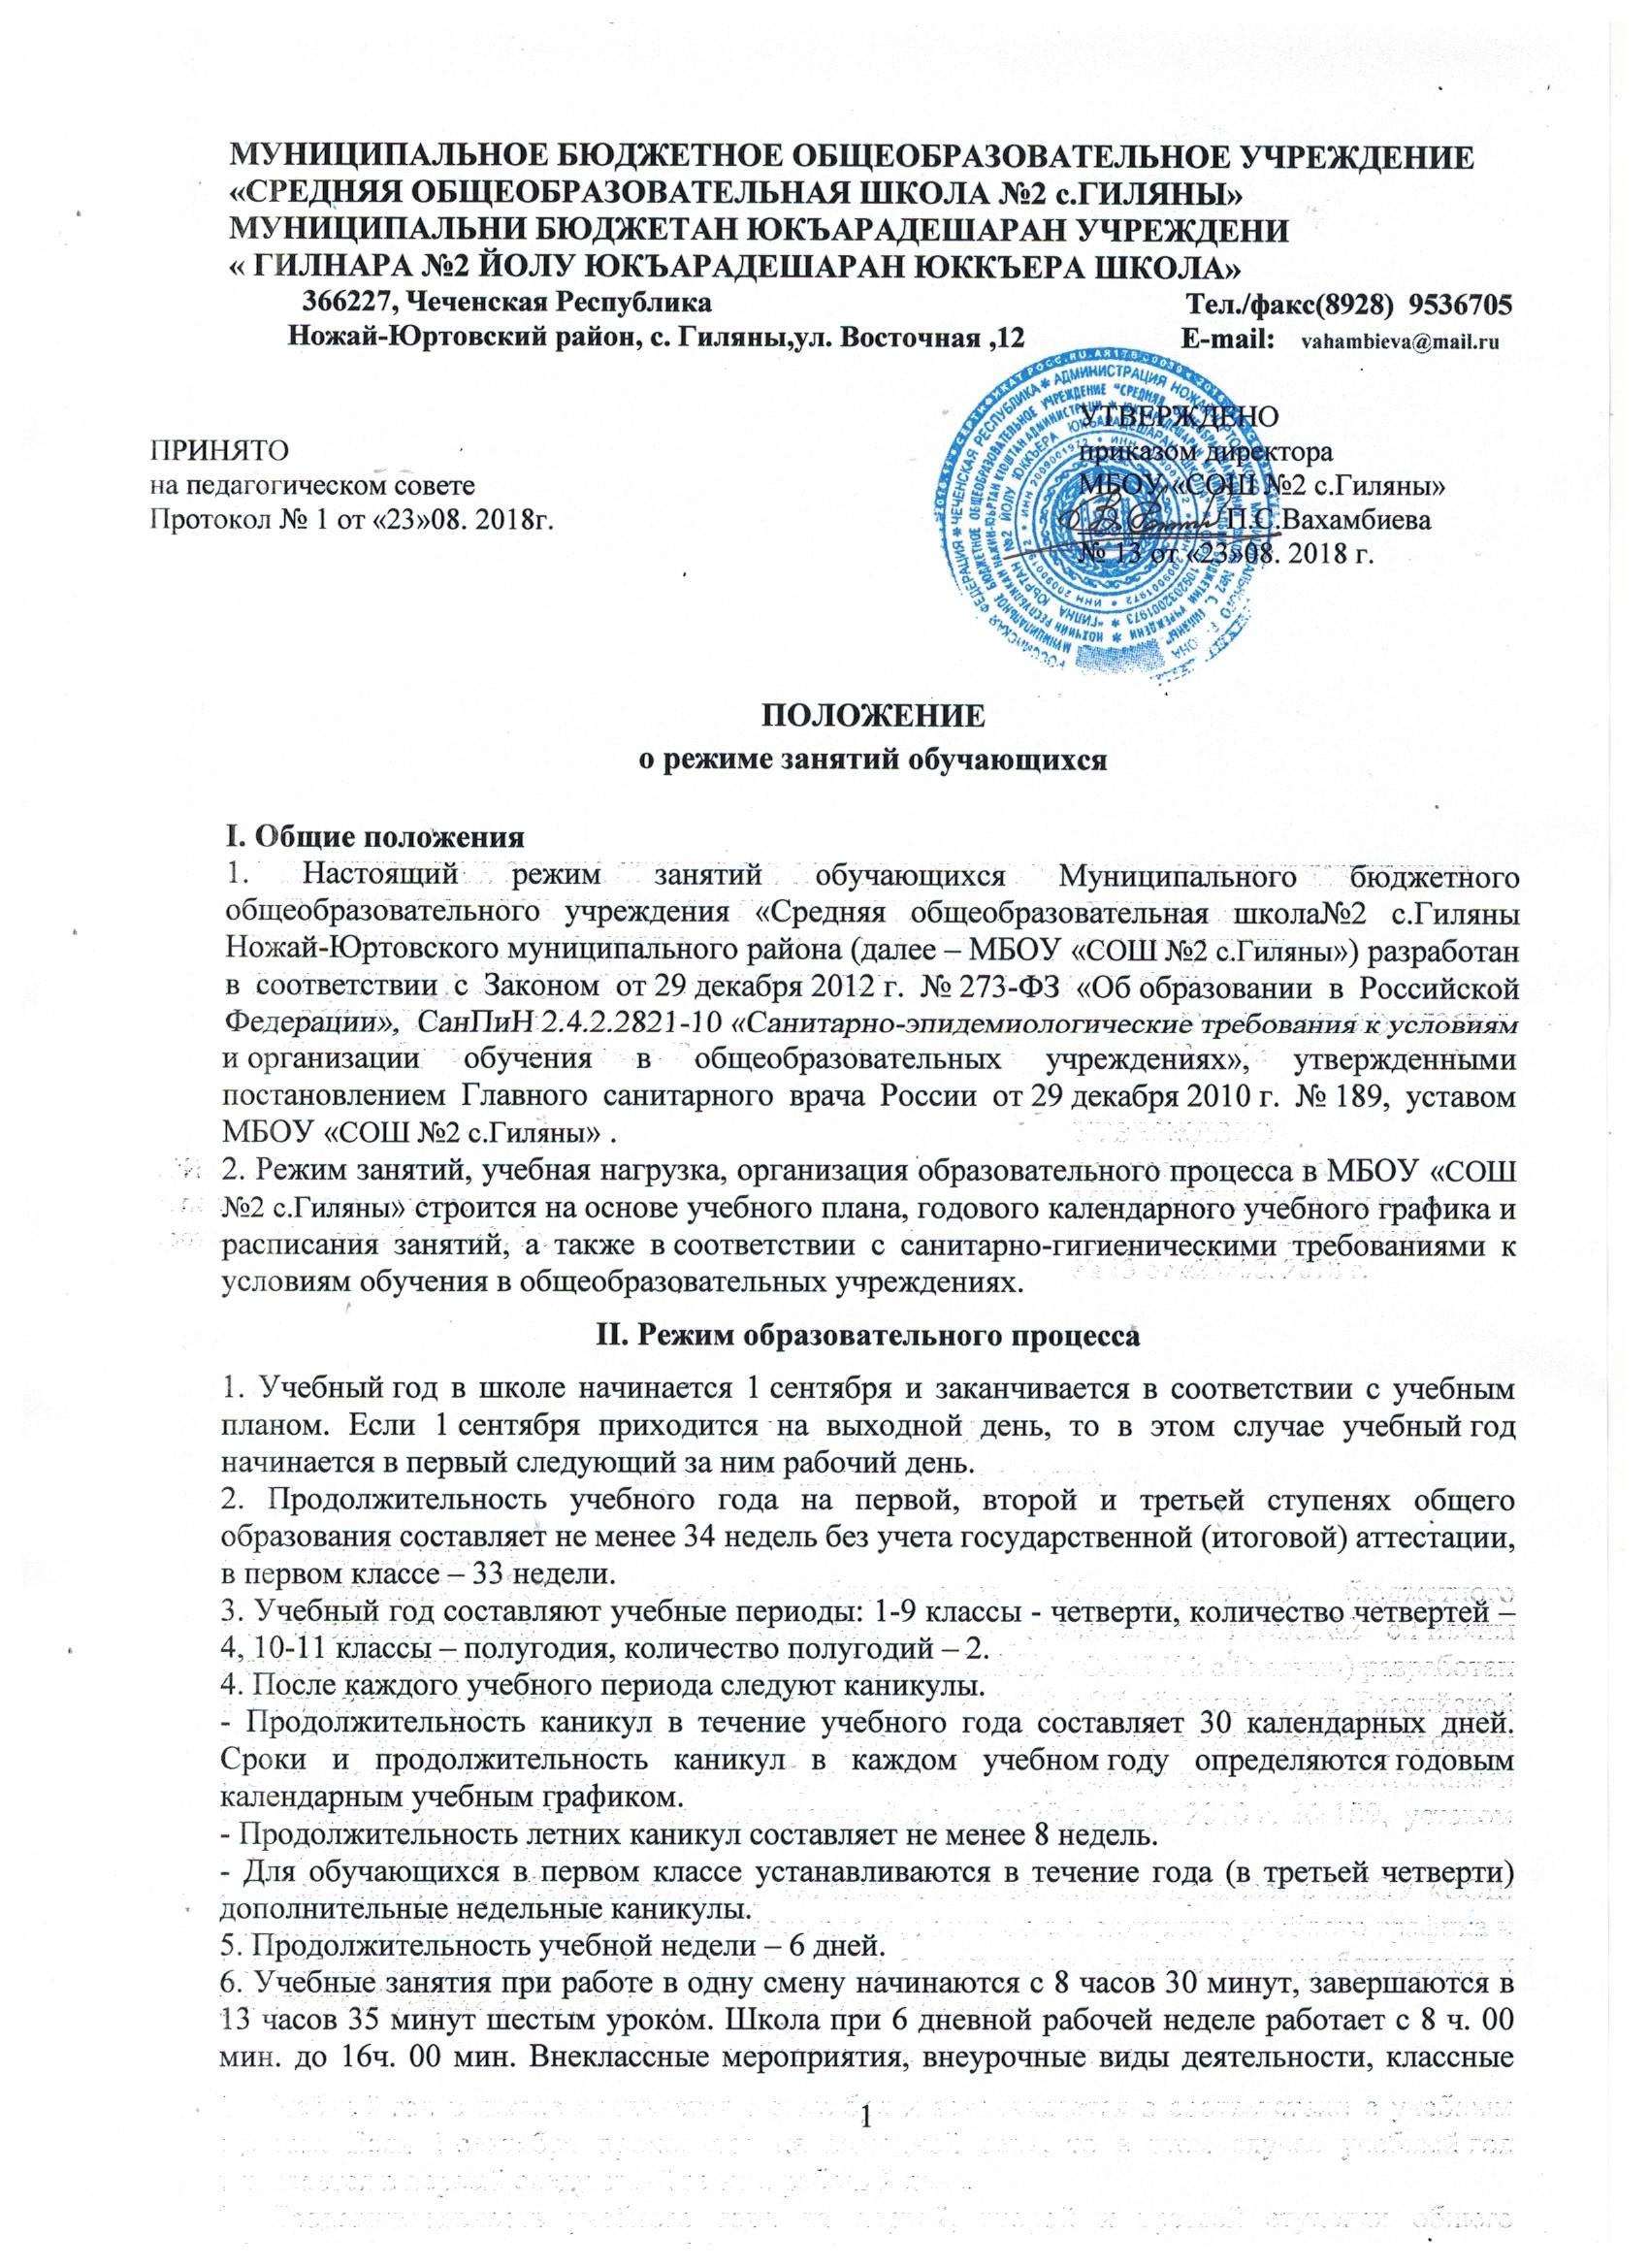 МУНИЦИПАЛЬНОЕ БЮДЖЕТНОЕ ОБЩЕОБРАЗОВАТЕЛЬНОЕ УЧРЕЖДЕНИЕ
«СРЕДНЯЯ ОБЩЕОБРАЗОВАТЕЛЬНАЯ ШКОЛА №2 с.ГИЛЯНЫ»
МУНИЦИПАЛЬНИ БЮДЖЕТАН ЮКЪАРАДЕШАРАН УЧРЕЖДЕНИ
« ГИЛНАРА №2 ЙОЛУ ЮКЪАРАДЕШАРАН ЮККЪЕРА ШКОЛА»
366227, Чеченская Республика Тел./факс(8928) 9536705
Ножай-Юртовский район, с. Гиляны,ул. Восточная ,12 E-mail: vahambieva@mail.ru
ПРИНЯТО
на педагогическом совете
Протокол № 1 от «23»08. 2018г.
УТВЕРЖДЕНО
приказом директора
МБОУ «СОШ №2 с.Гиляны»
П.С.Вахамбиева
№ 13 от «23»08. 2018 г.
ПОЛОЖЕНИЕ
о режиме занятий обучающихся
I. Общие положения
1. Настоящий режим занятий обучающихся Муниципального бюджетного
общеобразовательного учреждения «Средняя общеобразовательная школа№2 с.Гиляны
Ножай-Юртовского муниципального района (далее – МБОУ «СОШ №2 с.Гиляны») разработан
в соответствии с Законом от 29 декабря 2012 г. № 273-ФЗ «Об образовании в Российской
Федерации», СанПиН 2.4.2.2821-10 «Санитарно-эпидемиологические требования к условиям
и организации обучения в общеобразовательных учреждениях», утвержденными
постановлением Главного санитарного врача России от 29 декабря 2010 г. № 189, уставом
МБОУ «СОШ №2 с.Гиляны» .
2. Режим занятий, учебная нагрузка, организация образовательного процесса в МБОУ «СОШ
№2 с.Гиляны» строится на основе учебного плана, годового календарного учебного графика и
расписания занятий, а также в соответствии с санитарно-гигиеническими требованиями к
условиям обучения в общеобразовательных учреждениях.
II. Режим образовательного процесса
1. Учебный год в школе начинается 1 сентября и заканчивается в соответствии с учебным
планом. Если 1 сентября приходится на выходной день, то в этом случае учебный год
начинается в первый следующий за ним рабочий день.
2. Продолжительность учебного года на первой, второй и третьей ступенях общего
образования составляет не менее 34 недель без учета государственной (итоговой) аттестации,
в первом классе – 33 недели.
3. Учебный год составляют учебные периоды: 1-9 классы - четверти, количество четвертей –
4, 10-11 классы – полугодия, количество полугодий – 2.
4. После каждого учебного периода следуют каникулы.
- Продолжительность каникул в течение учебного года составляет 30 календарных дней.
Сроки и продолжительность каникул в каждом учебном году определяются годовым
календарным учебным графиком.
- Продолжительность летних каникул составляет не менее 8 недель.
- Для обучающихся в первом классе устанавливаются в течение года (в третьей четверти)
дополнительные недельные каникулы.
5. Продолжительность учебной недели – 6 дней.
6. Учебные занятия при работе в одну смену начинаются с 8 часов 30 минут, завершаются в
13 часов 35 минут шестым уроком. Школа при 6 дневной рабочей неделе работает с 8 ч. 00
мин. до 16ч. 00 мин. Внеклассные мероприятия, внеурочные виды деятельности, классные
1